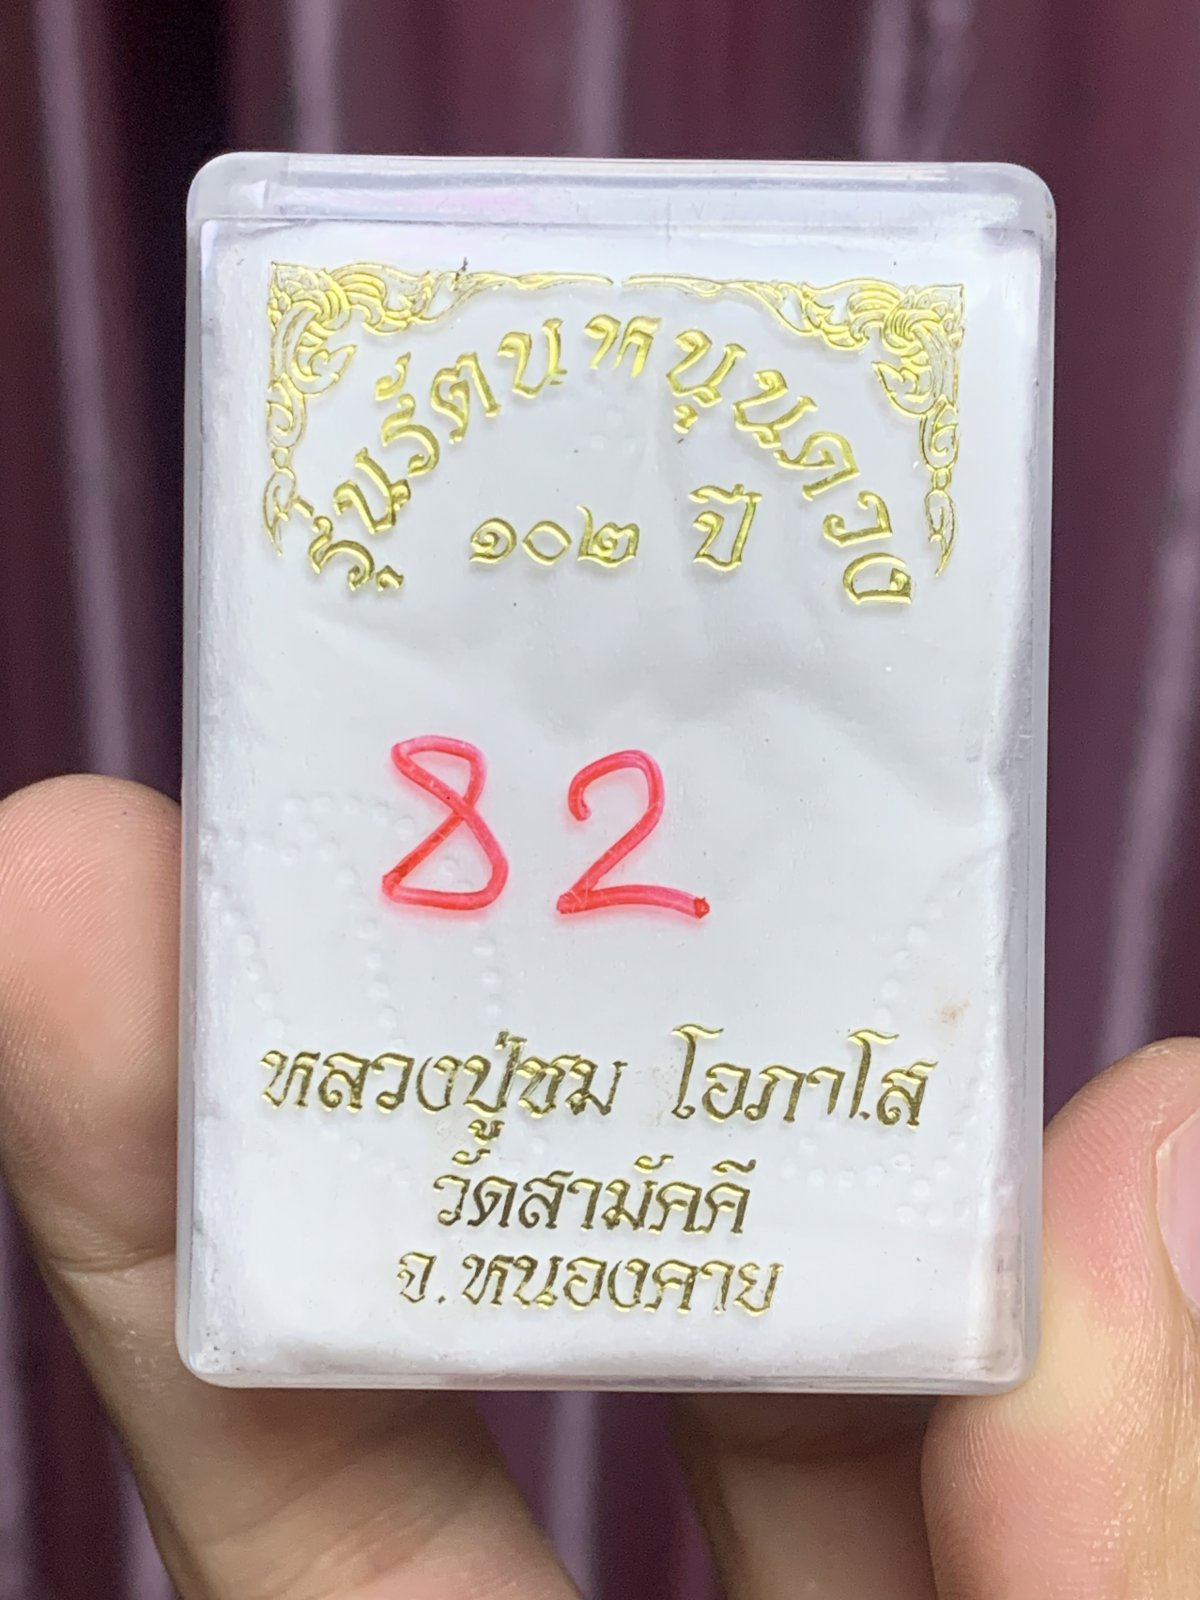 รุ่นรัตนหนุนดวง
๑๐๒ ปี
82
หลวงปู่ชม โอภาโส
วัดสามัคคี
จ.หนองคาย